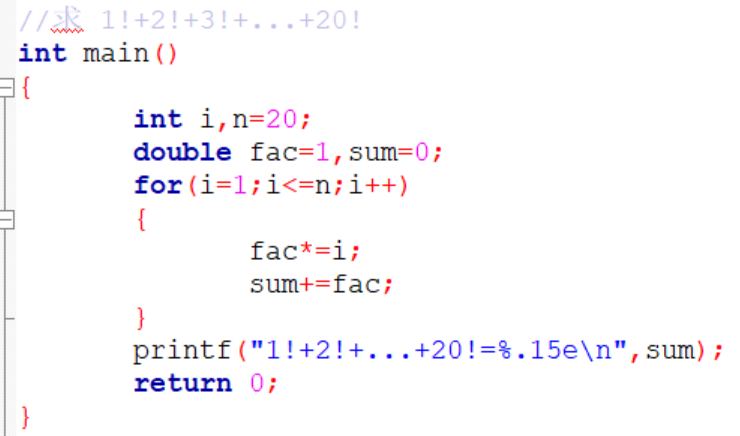 //求 1!+2!+3!+...+20!
int main()
{
int i,n=20;
double fac=1,sum=0;
for(i=1;i<=n;i++)
{
fac*=i;
sum+=fac;
}
printf("1!+2!+...+20!=%.15e\n",sum);
return 0;
}